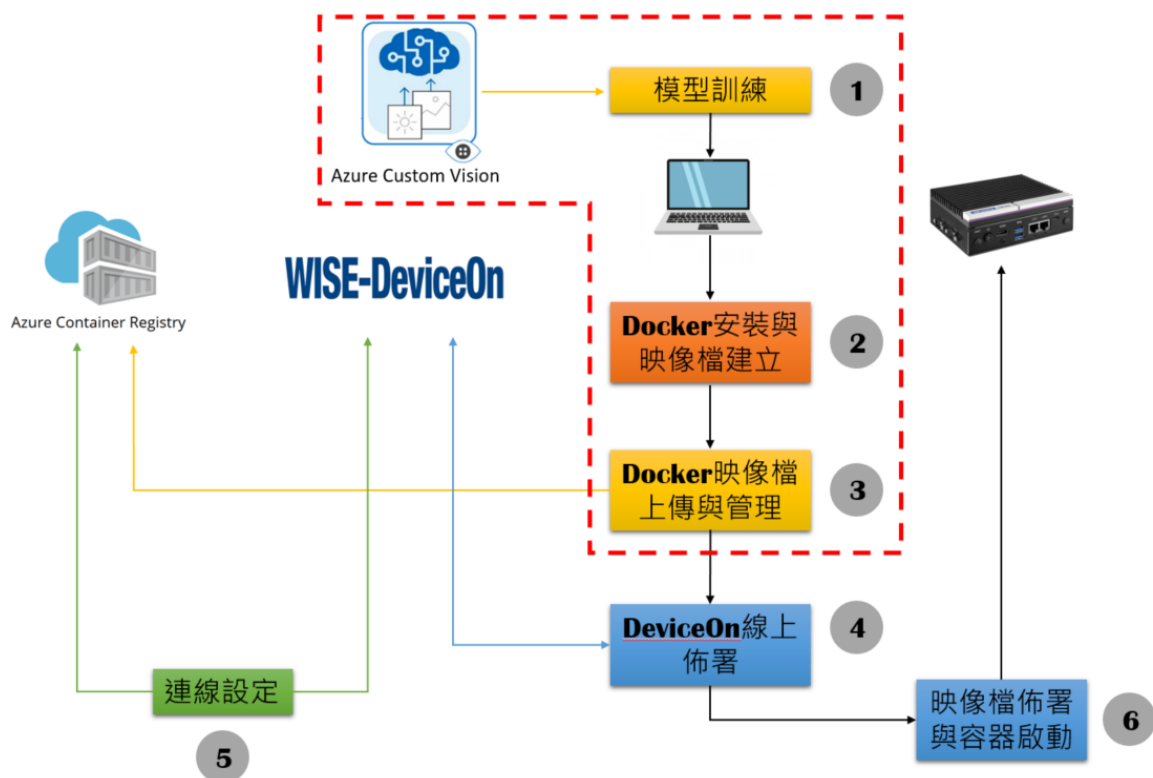 Azure Custom Vision
模型訓練
1
Azure Container Registry
WISE-DeviceOn
Docker安裝與
映像檔建立
2
Docker映像檔
上傳與管理
3
DeviceOn線上
佈署
4
連線設定
5
映像檔佈署
與容器啟動
6